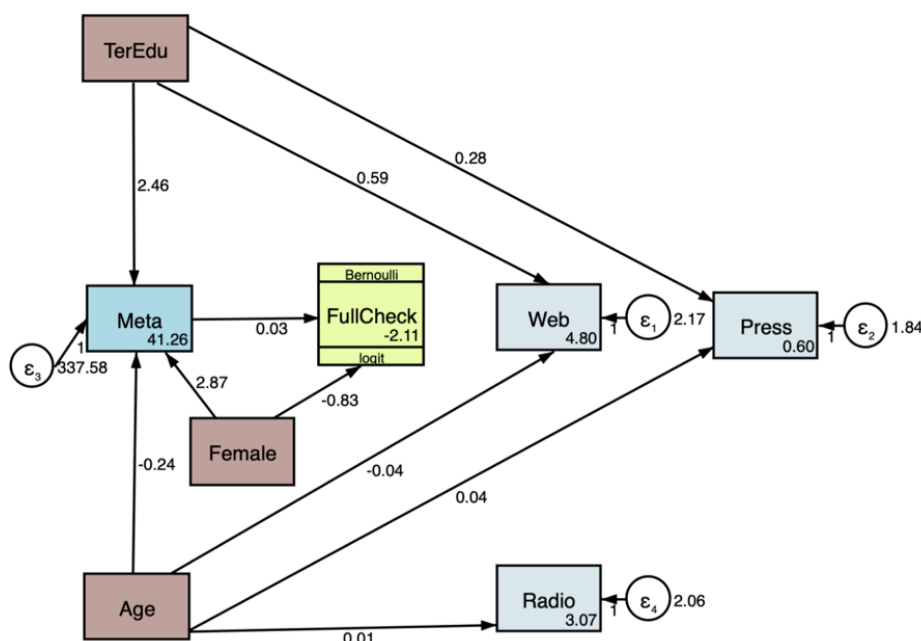 TerEdu
0.28
0.59
2.46
Bernoulli
FullCheck
-2.11
logit
Meta
41.26
0.03
Web
4.80
1
ε1
2.17
Press
0.60
1
ε2
1.84
1
ε3
337.58
2.87
-0.83
Female
-0.24
-0.04
0.04
Age
0.01
Radio
3.07
1
ε4
2.06